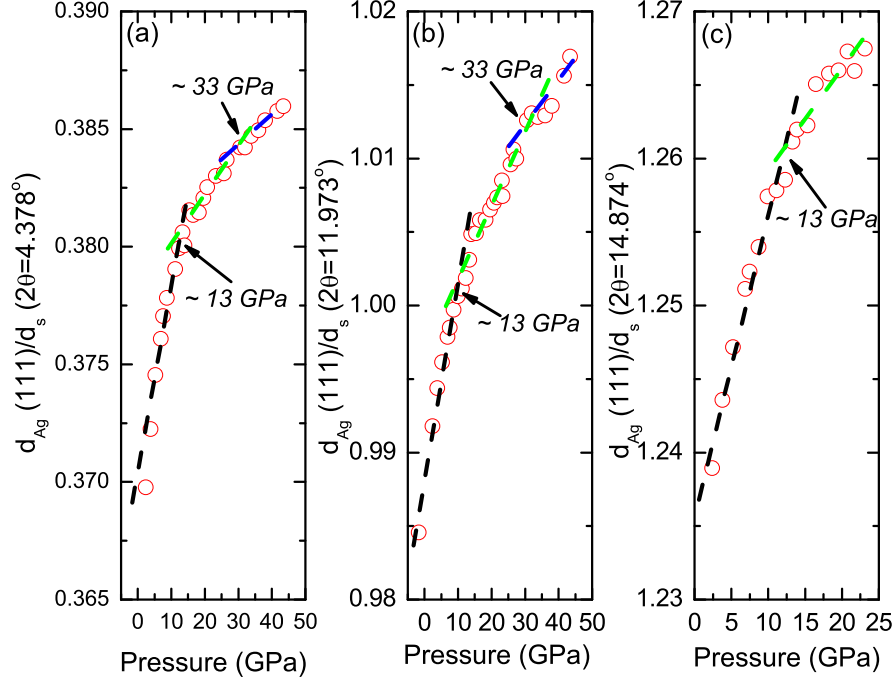 (a)
d_Ag (111)/d_s (2θ=4.378°)
0.390
0.385
0.380
0.375
0.370
0.365
~ 33 GPa
~ 13 GPa
0 10 20 30 40 50
Pressure (GPa)
(b)
d_Ag (111)/d_s (2θ=11.973°)
1.02
1.01
1.00
0.99
0.98
~ 33 GPa
~ 13 GPa
0 10 20 30 40 50
Pressure (GPa)
(c)
d_Ag (111)/d_s (2θ=14.874°)
1.27
1.26
1.25
1.24
1.23
~ 13 GPa
0 5 10 15 20 25
Pressure (GPa)